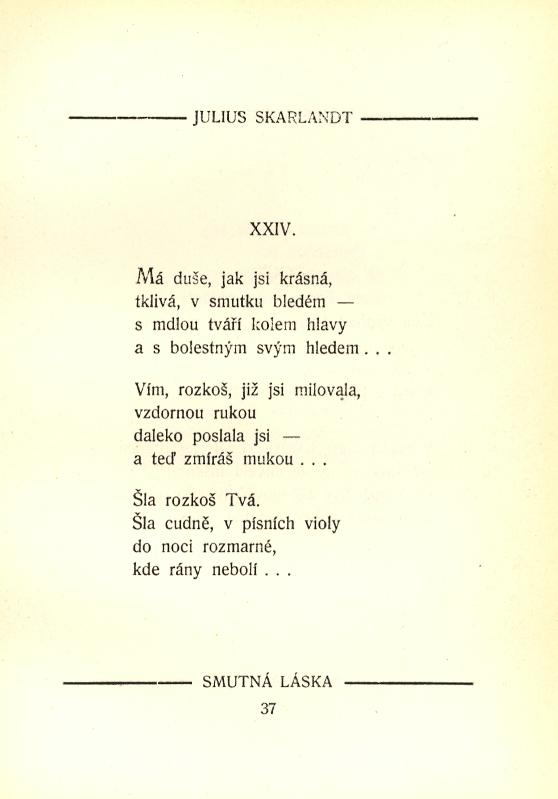 JULIUS SKARLANDT
XXIV.
Má duše, jak jsi krásná,
tklivá, v smutku bledém —
s mdlou tváří kolem hlavy
a s bolestným svým hledem . . .
Vím, rozkoš, již jsi milovala,
vzdornou rukou
daleko poslala jsi —
a teď zmíráš mukou . . .
Šla rozkoš Tvá.
Šla cudně, v písních violy
do noci rozmarné,
kde rány nebolí . . .
SMUTNÁ LÁSKA
37